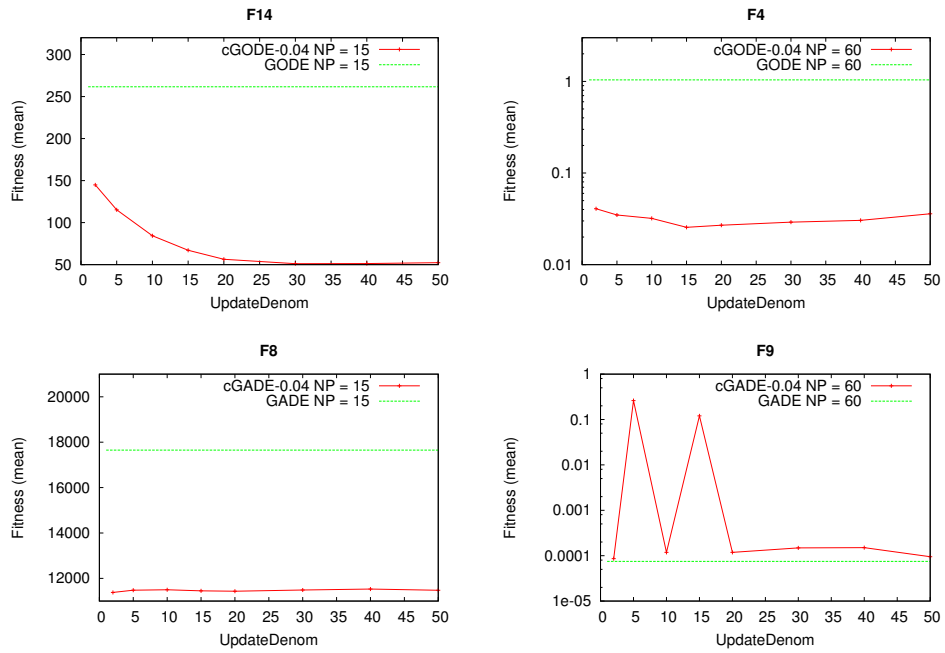 F14
Fitness (mean)
300
250
200
150
100
50
cGODE-0.04 NP = 15
GODE NP = 15
0 5 10 15 20 25 30 35 40 45 50
UpdateDenom
F4
Fitness (mean)
1
0.1
0.01
cGODE-0.04 NP = 60
GODE NP = 60
0 5 10 15 20 25 30 35 40 45 50
UpdateDenom
F8
Fitness (mean)
20000
18000
16000
14000
12000
cGADE-0.04 NP = 15
GADE NP = 15
0 5 10 15 20 25 30 35 40 45 50
UpdateDenom
F9
Fitness (mean)
1
0.1
0.01
0.0001
0.0001
1e-05
cGADE-0.04 NP = 60
GADE NP = 60
0 5 10 15 20 25 30 35 40 45 50
UpdateDenom